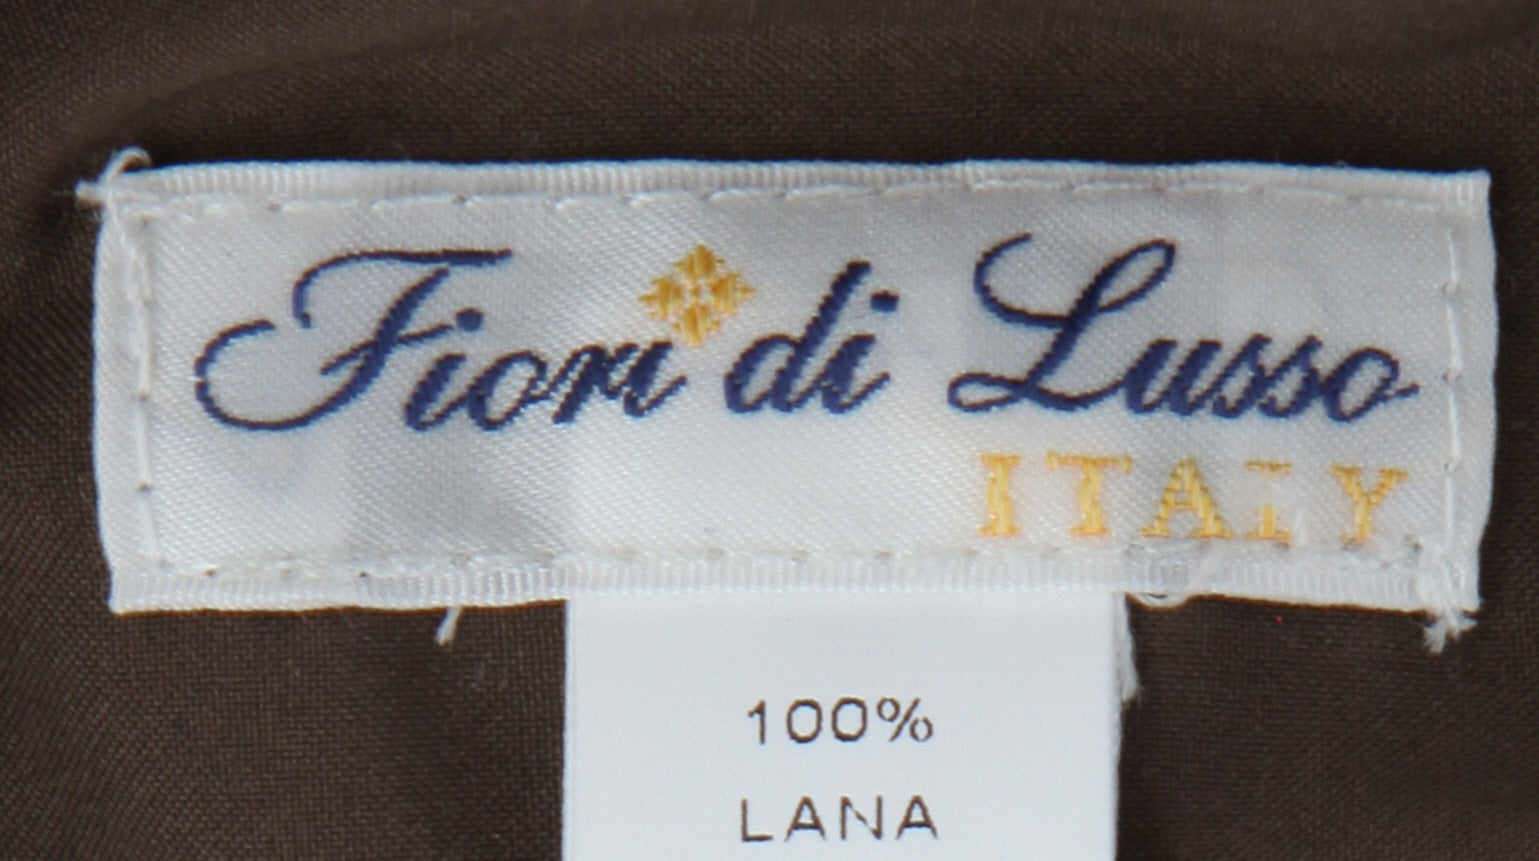 Fiori di Lusso
ITALY
100%
LANA